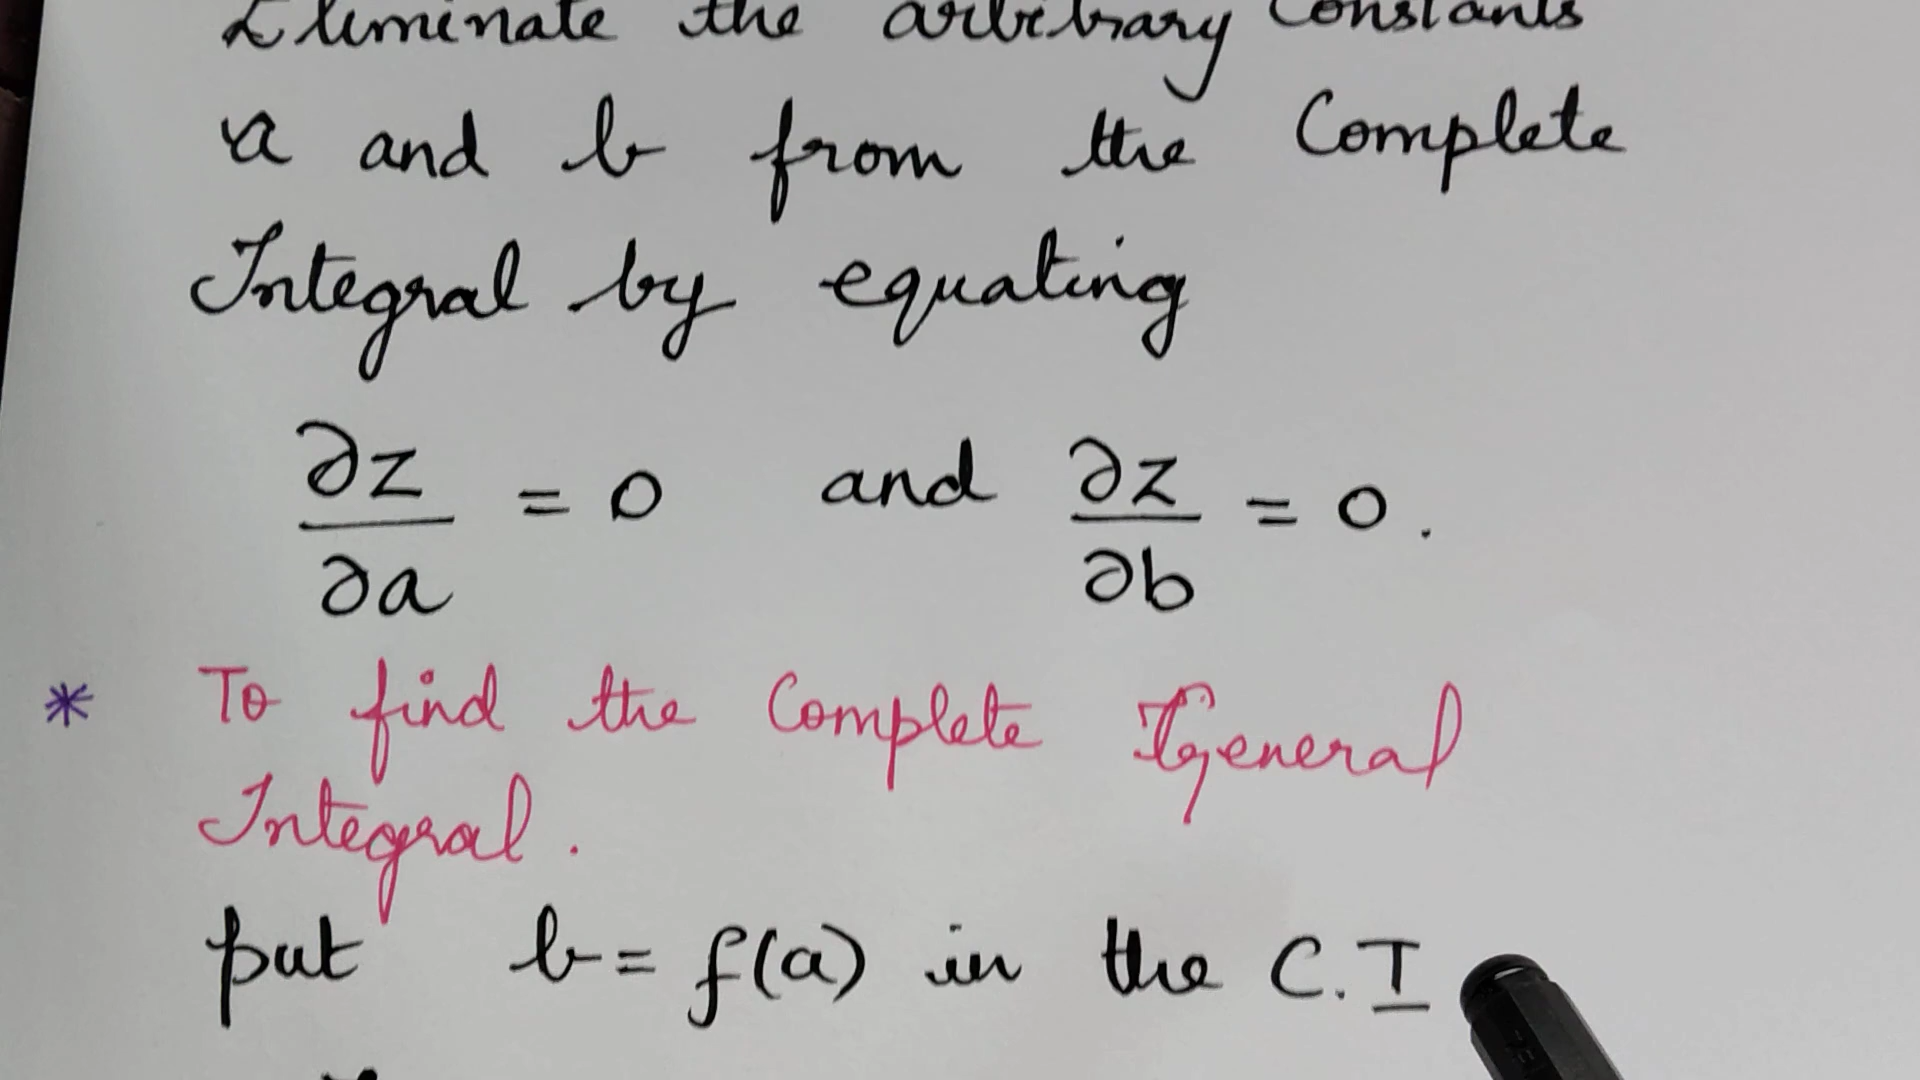 Eliminate the arbitrary Constants
a and b from the Complete
Integral by equating
∂z/∂a = 0 and ∂z/∂b = 0.
* To find the Complete General
Integral.
put b = f(a) in the C.I